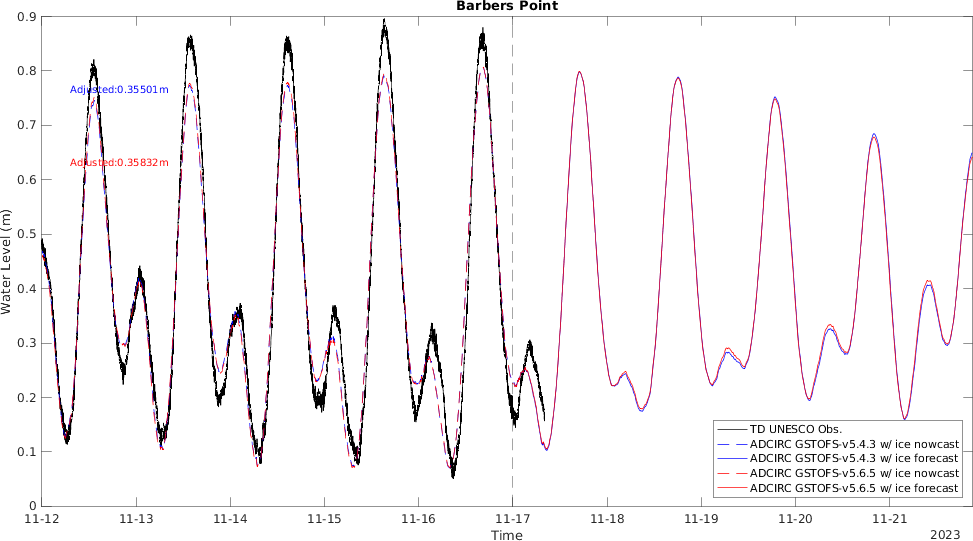 Barbers Point
0.9
0.8
0.7
0.6
0.5
0.4
0.3
0.2
0.1
0
Water Level (m)
Adjusted:0.35501m
Adjusted:0.35832m
TD UNESCO Obs.
ADCIRC GSTOFS-v5.4.3 w/ ice nowcast
ADCIRC GSTOFS-v5.4.3 w/ ice forecast
ADCIRC GSTOFS-v5.6.5 w/ ice nowcast
ADCIRC GSTOFS-v5.6.5 w/ ice forecast
11-12 11-13 11-14 11-15 11-16 11-17 11-18 11-19 11-20 11-21
Time
2023